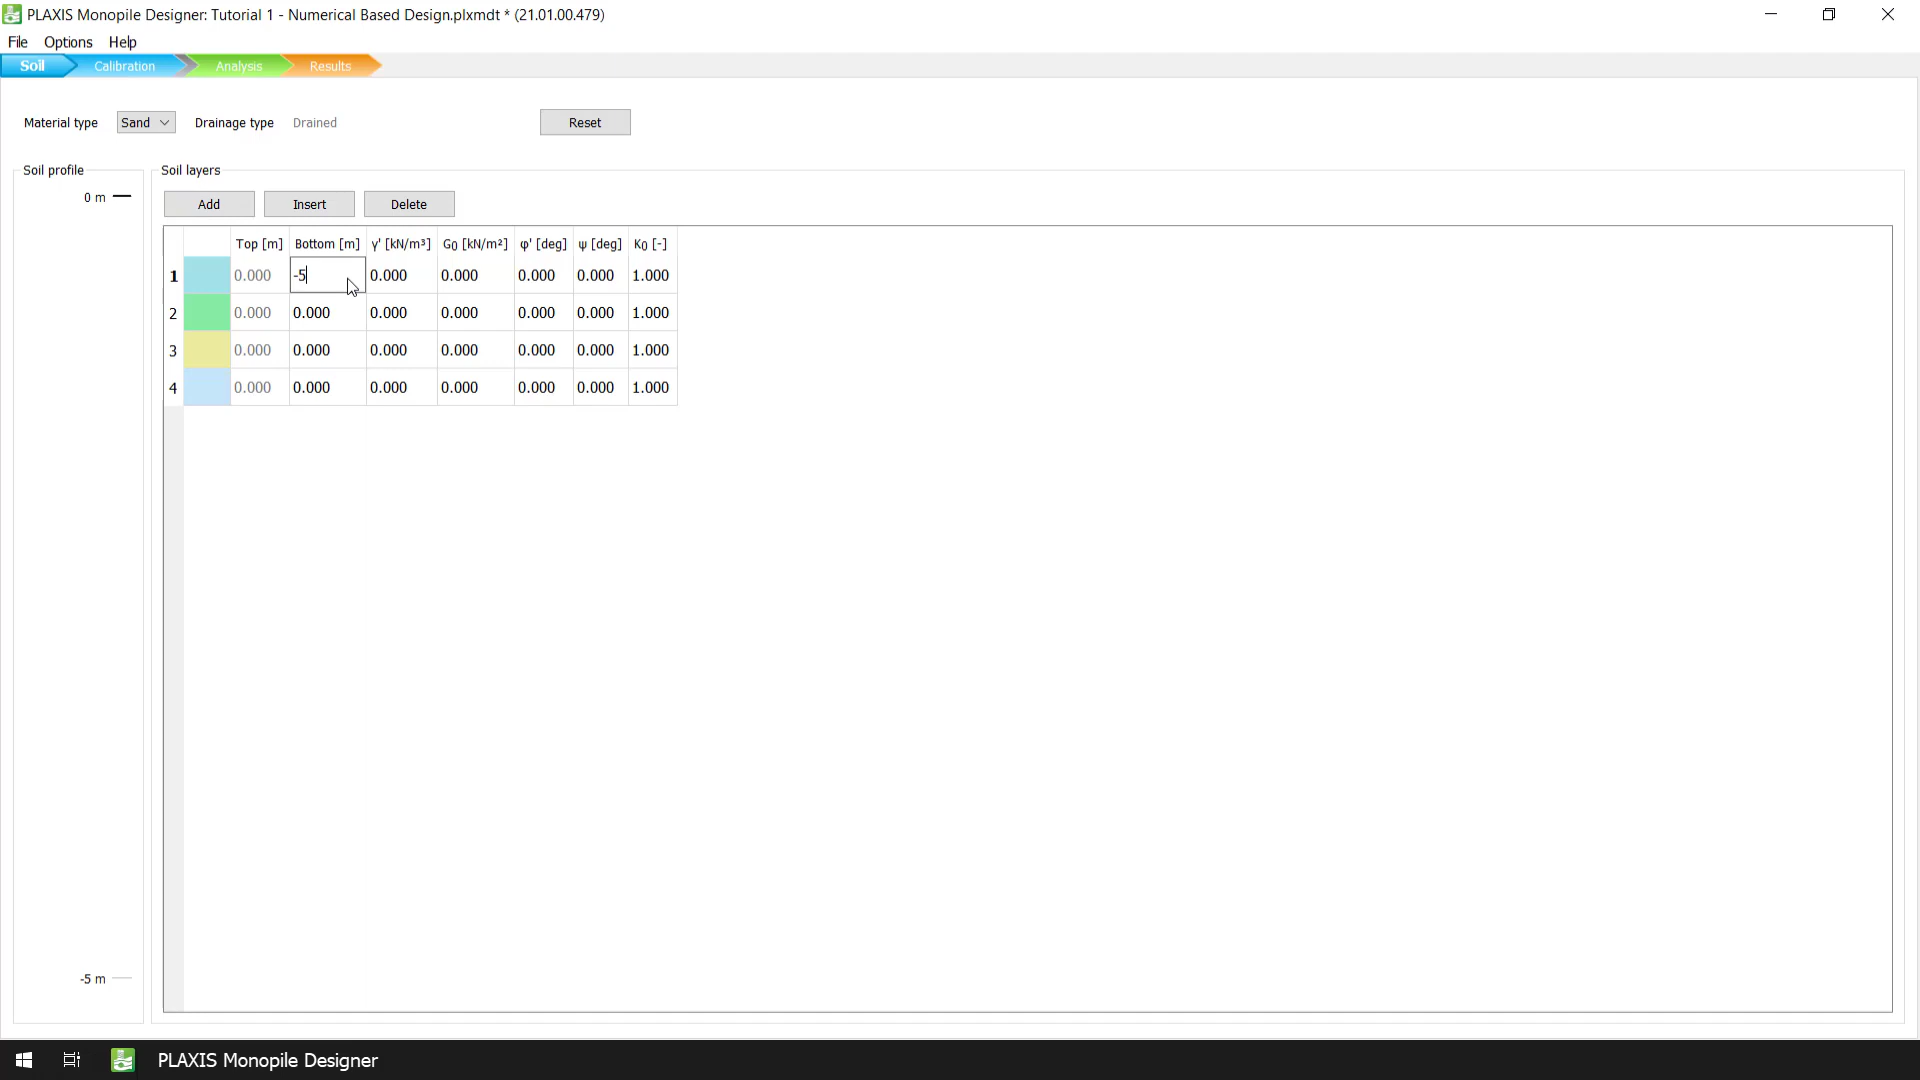 PLAXIS Monopile Designer: Tutorial 1 - Numerical Based Design.plxmdt * (21.01.00.479)
File Options Help
Soil Calibration Analysis Results
Material type Sand Drainage type Drained Reset
Soil profile
0 m
-5 m
Soil layers
Add Insert Delete
Top [m] Bottom [m] γ' [kN/m³] G₀ [kN/m²] φ' [deg] ψ [deg] K₀ [-]
1 0.000 -5 0.000 0.000 0.000 0.000 1.000
2 0.000 0.000 0.000 0.000 0.000 0.000 1.000
3 0.000 0.000 0.000 0.000 0.000 0.000 1.000
4 0.000 0.000 0.000 0.000 0.000 0.000 1.000
PLAXIS Monopile Designer